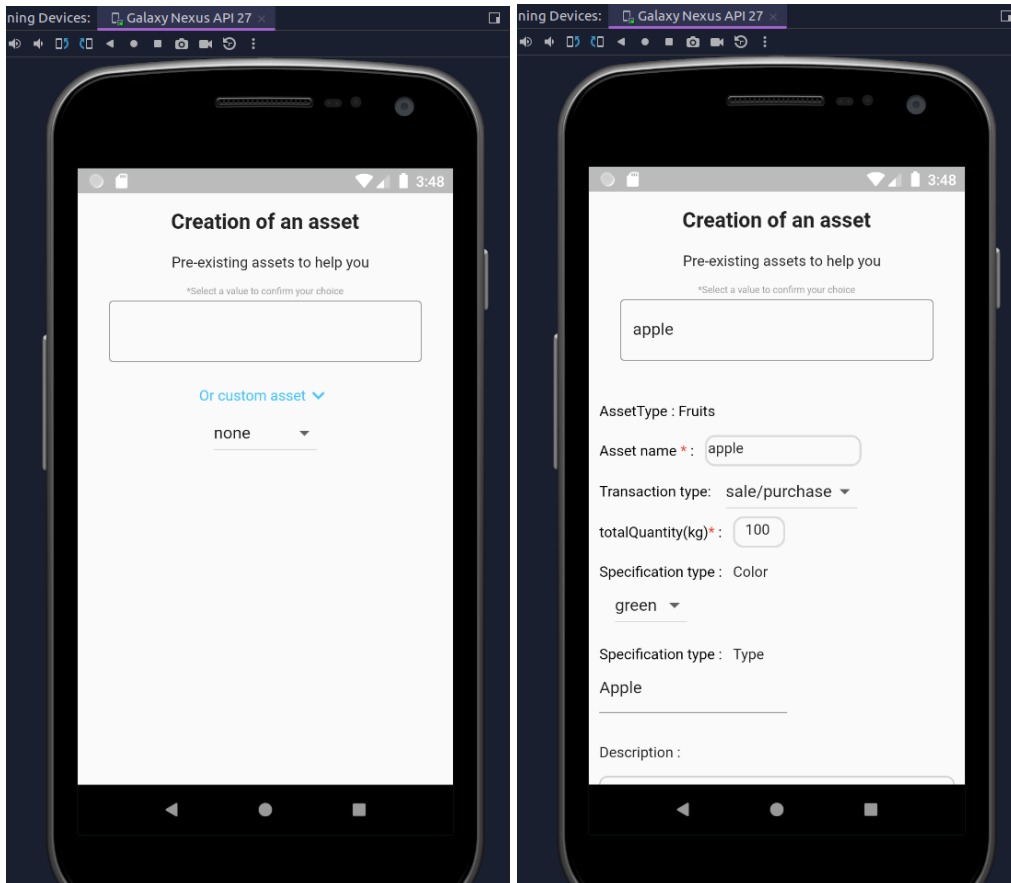 ning Devices:
Galaxy Nexus API 27
3:48
Creation of an asset
Pre-existing assets to help you
*Select a value to confirm your choice
Or custom asset
none
ning Devices:
Galaxy Nexus API 27
3:48
Creation of an asset
Pre-existing assets to help you
*Select a value to confirm your choice
apple
AssetType : Fruits
Asset name * : apple
Transaction type: sale/purchase
totalQuantity(kg)* : 100
Specification type : Color
green
Specification type : Type
Apple
Description :